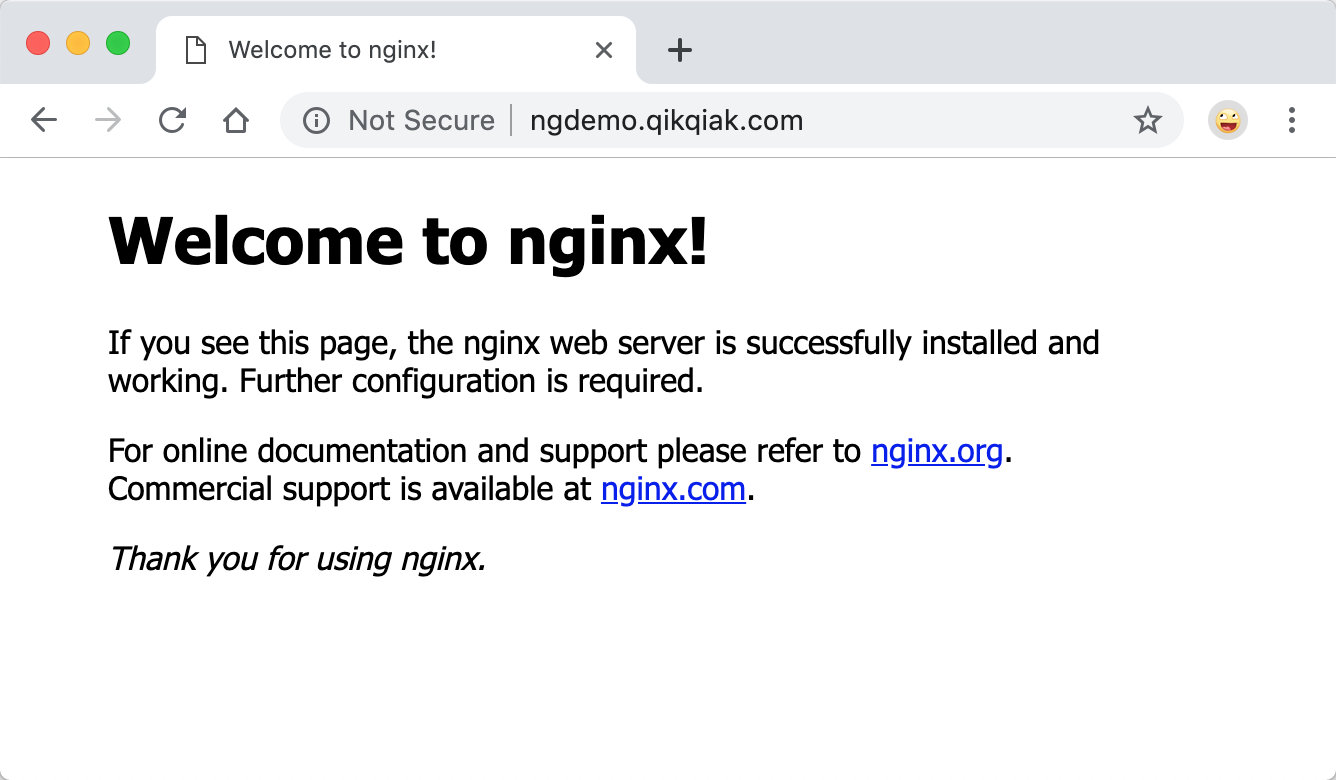 Welcome to nginx!
Not Secure | ngdemo.qikqiak.com
Welcome to nginx!
If you see this page, the nginx web server is successfully installed and
working. Further configuration is required.
For online documentation and support please refer to nginx.org.
Commercial support is available at nginx.com.
Thank you for using nginx.